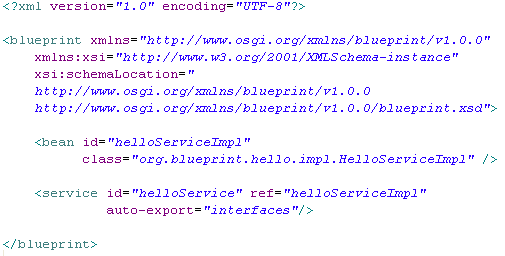 <?xml version="1.0" encoding="UTF-8"?>
<blueprint xmlns="http://www.osgi.org/xmlns/blueprint/v1.0.0"
xmlns:xsi="http://www.w3.org/2001/XMLSchema-instance"
xsi:schemaLocation="
http://www.osgi.org/xmlns/blueprint/v1.0.0
http://www.osgi.org/xmlns/blueprint/v1.0.0/blueprint.xsd">
<bean id="helloServiceImpl"
class="org.blueprint.hello.impl.HelloServiceImpl" />
<service id="helloService" ref="helloServiceImpl"
auto-export="interfaces"/>
</blueprint>